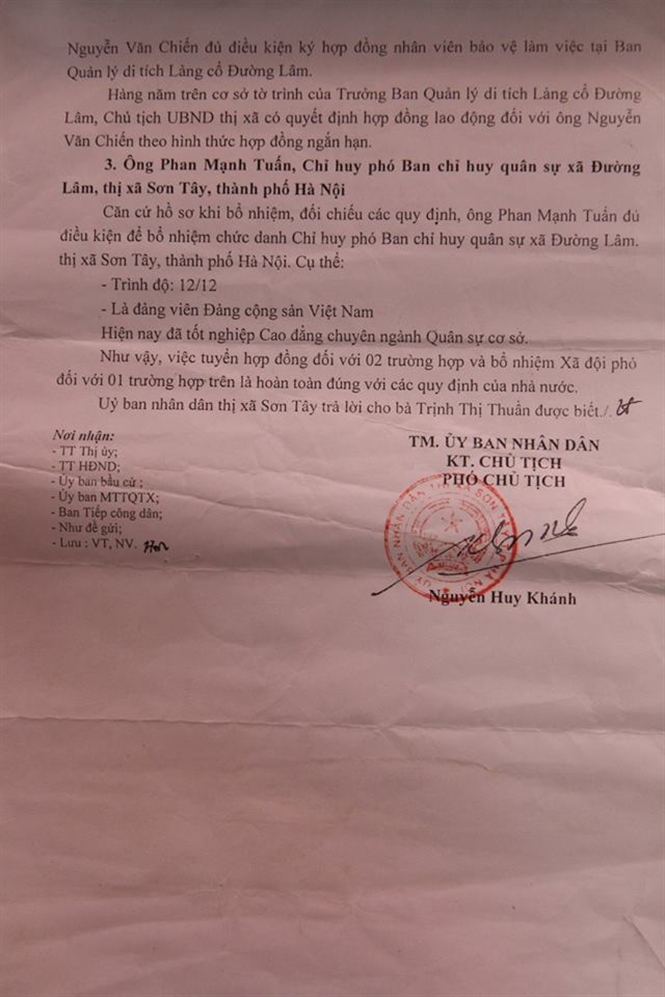 Nguyễn Văn Chiến đủ điều kiện ký hợp đồng nhân viên bảo vệ làm việc tại Ban
Quản lý di tích Làng cổ Đường Lâm.
Hàng năm trên cơ sở tờ trình của Trưởng Ban Quản lý di tích Làng cổ Đường
Lâm, Chủ tịch UBND thị xã có quyết định hợp đồng lao động đối với ông Nguyễn
Văn Chiến theo hình thức hợp đồng ngắn hạn.
3. Ông Phan Mạnh Tuấn, Chỉ huy phó Ban chỉ huy quân sự xã Đường
Lâm, thị xã Sơn Tây, thành phố Hà Nội
Căn cứ hồ sơ khi bổ nhiệm, đối chiếu các quy định, ông Phan Mạnh Tuấn đủ
điều kiện để bổ nhiệm chức danh Chỉ huy phó Ban chỉ huy quân sự xã Đường Lâm.
thị xã Sơn Tây, thành phố Hà Nội. Cụ thể:
- Trình độ: 12/12
- Là đảng viên Đảng cộng sản Việt Nam
Hiện nay đã tốt nghiệp Cao đẳng chuyên ngành Quân sự cơ sở.
Như vậy, việc tuyển hợp đồng đối với 02 trường hợp và bổ nhiệm Xã đội phó
đối với 01 trường hợp trên là hoàn toàn đúng với các quy định của nhà nước.
Uỷ ban nhân dân thị xã Sơn Tây trả lời cho bà Trịnh Thị Thuần được biết./.
Nơi nhận:
- TT Thị ủy;
- TT HĐND;
- Ủy ban bầu cử ;
- Ủy ban MTTQTX;
- Ban Tiếp công dân;
- Như đề gửi;
- Lưu : VT, NV.
TM. ỦY BAN NHÂN DÂN
KT. CHỦ TỊCH
PHÓ CHỦ TỊCH
Nguyễn Huy Khánh